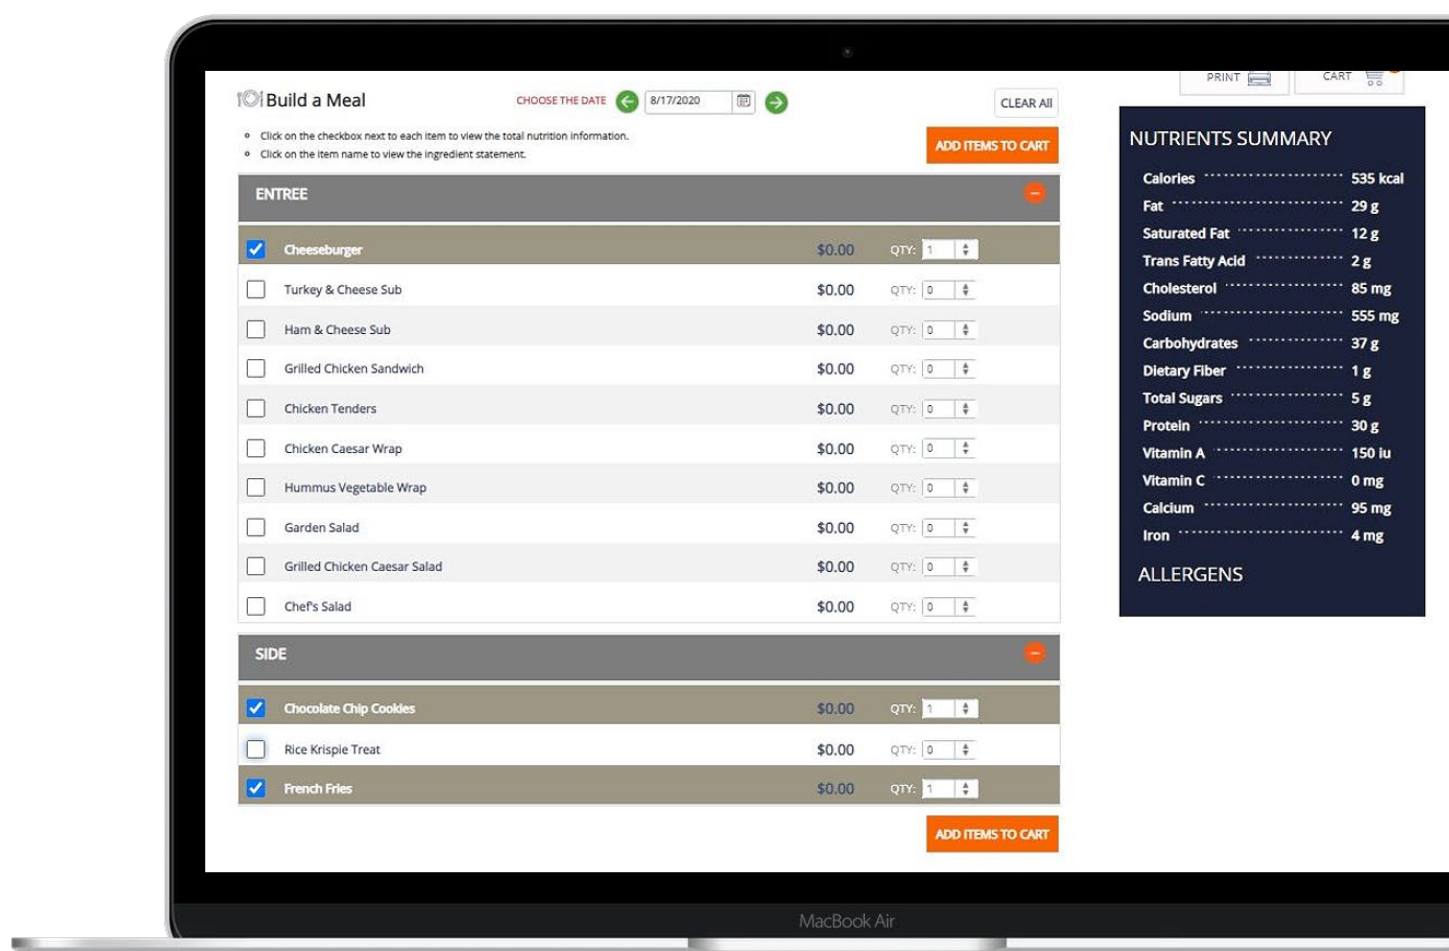 PRINT
CART
Build a Meal
CHOOSE THE DATE
8/17/2020
CLEAR All
Click on the checkbox next to each item to view the total nutrition information.
Click on the item name to view the ingredient statement.
ADD ITEMS TO CART
ENTREE
Cheeseburger $0.00 QTY: 1
Turkey & Cheese Sub $0.00 QTY: 0
Ham & Cheese Sub $0.00 QTY: 0
Grilled Chicken Sandwich $0.00 QTY: 0
Chicken Tenders $0.00 QTY: 0
Chicken Caesar Wrap $0.00 QTY: 0
Hummus Vegetable Wrap $0.00 QTY: 0
Garden Salad $0.00 QTY: 0
Grilled Chicken Caesar Salad $0.00 QTY: 0
Chef's Salad $0.00 QTY: 0
SIDE
Chocolate Chip Cookies $0.00 QTY: 1
Rice Krispie Treat $0.00 QTY: 0
French Fries $0.00 QTY: 1
ADD ITEMS TO CART
NUTRIENTS SUMMARY
Calories 535 kcal
Fat 29 g
Saturated Fat 12 g
Trans Fatty Acid 2 g
Cholesterol 85 mg
Sodium 555 mg
Carbohydrates 37 g
Dietary Fiber 1 g
Total Sugars 5 g
Protein 30 g
Vitamin A 150 iu
Vitamin C 0 mg
Calcium 95 mg
Iron 4 mg
ALLERGENS
MacBook Air